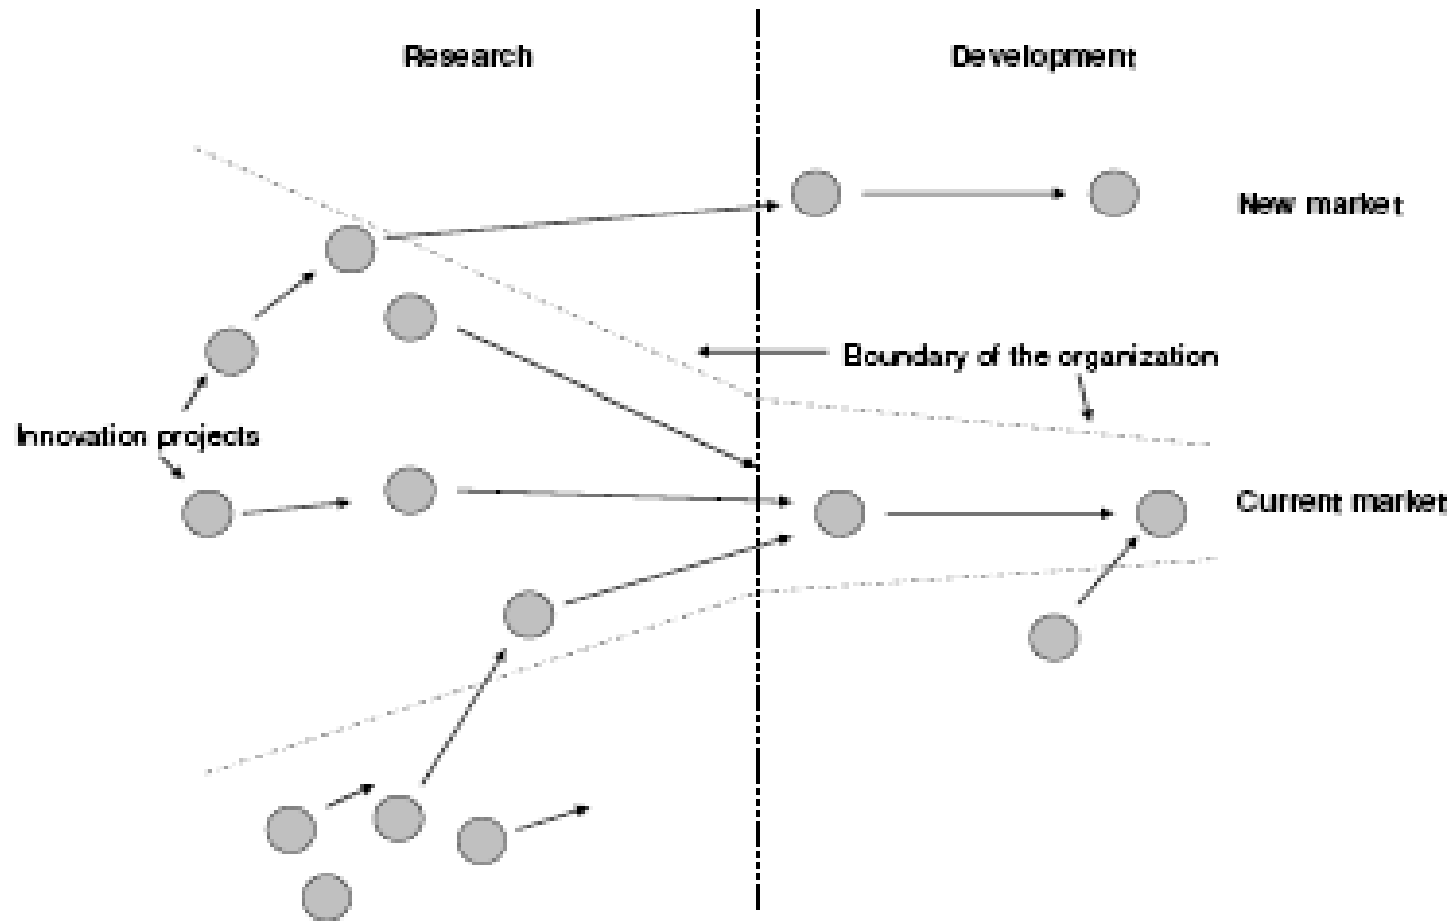 Research
Development
New market
Boundary of the organization
Innovation projects
Current market